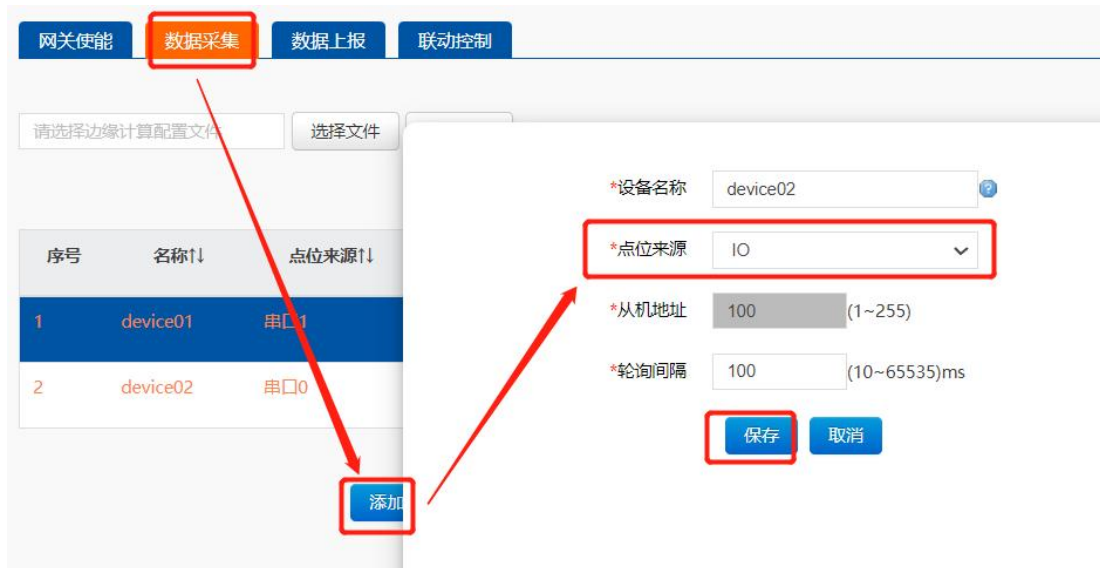 网关使能 数据采集 数据上报 联动控制
请选择边缘计算配置文件 选择文件
*设备名称 device02
*点位来源 IO
*从机地址 100 (1~255)
*轮询间隔 100 (10~65535)ms
保存 取消
序号 名称↑↓ 点位来源↑↓
1 device01 串口1
2 device02 串口0
添加